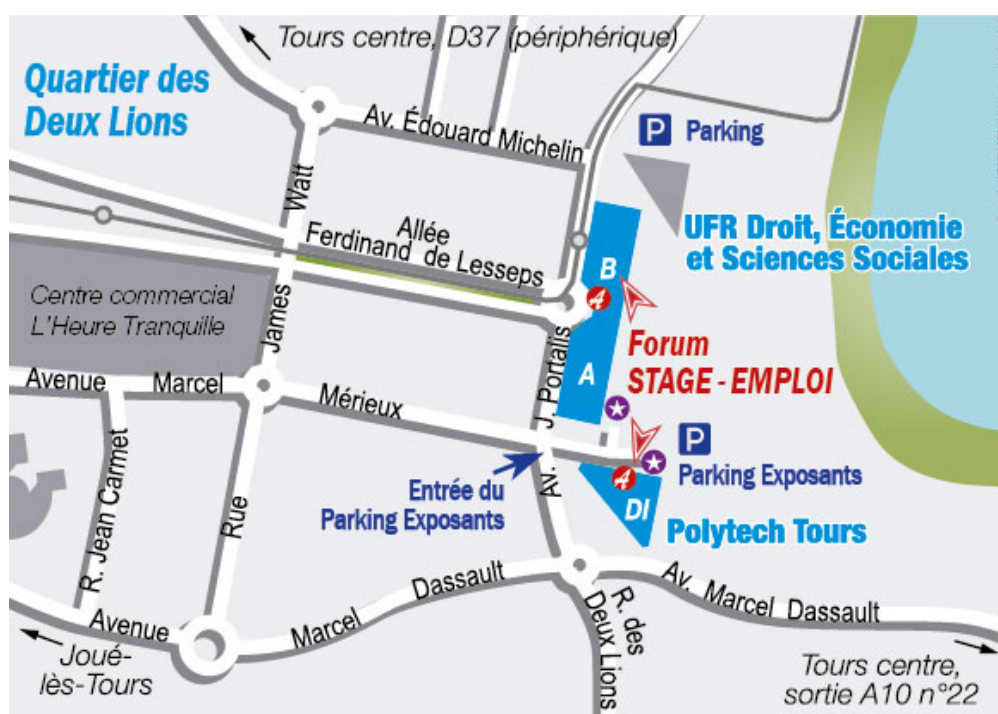 Tours centre, D37 (périphérique)
Quartier des
Deux Lions
Av. Édouard Michelin
P Parking
Watt
Allée
Ferdinand de Lesseps
UFR Droit, Économie
et Sciences Sociales
B
4
Centre commercial
L'Heure Tranquille
James
J. Portalis
A
Forum
STAGE - EMPLOI
Avenue Marcel Mérieux
P
Parking Exposants
Entrée du
Parking Exposants
Av.
4
DI
Polytech Tours
R. Jean Carmet
Rue
Avenue Marcel Dassault
Av. Marcel Dassault
R. des
Deux Lions
Joué-
lès-Tours
Tours centre,
sortie A10 n°22